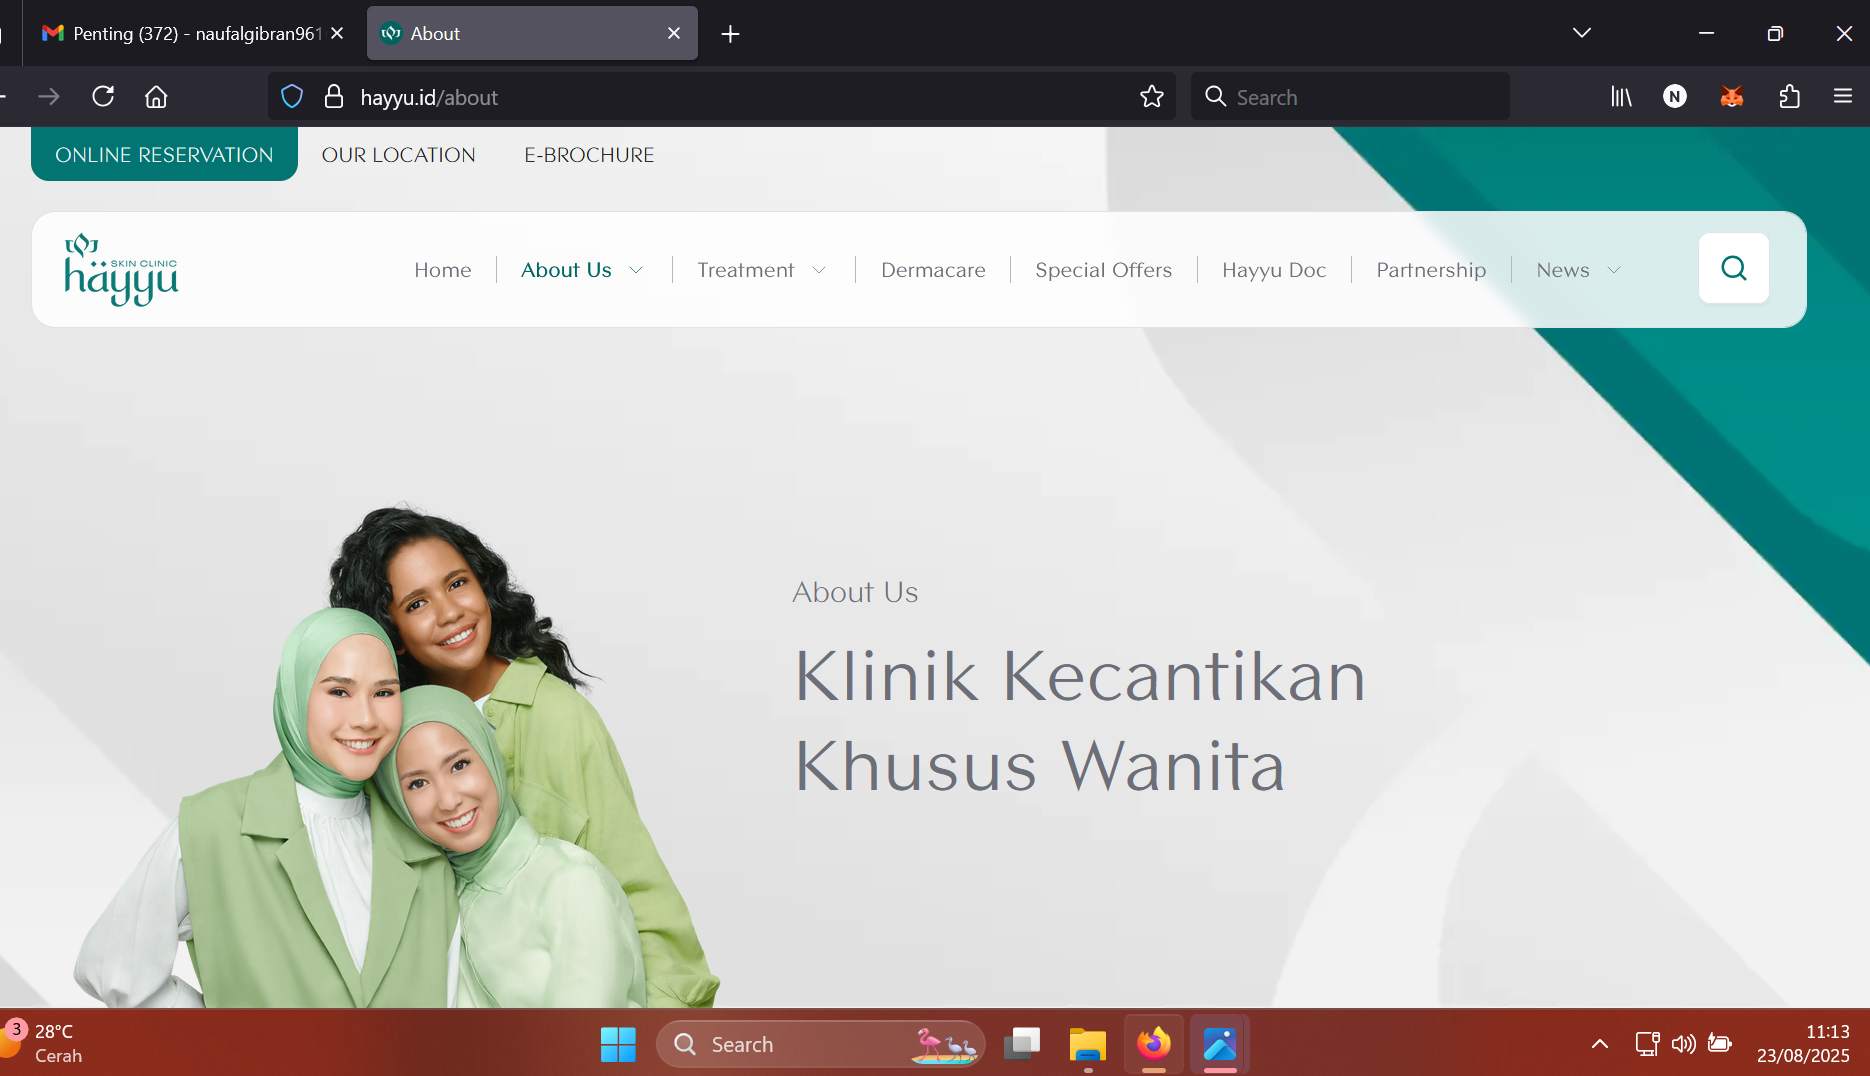 Penting (372) - naufalgibran961
About
hayyu.id/about
Search
N
ONLINE RESERVATION
OUR LOCATION
E-BROCHURE
SKIN CLINIC
häyyu
Home
About Us
Treatment
Dermacare
Special Offers
Hayyu Doc
Partnership
News
About Us
Klinik Kecantikan
Khusus Wanita
3
28°C
Cerah
Search
11:13
23/08/2025